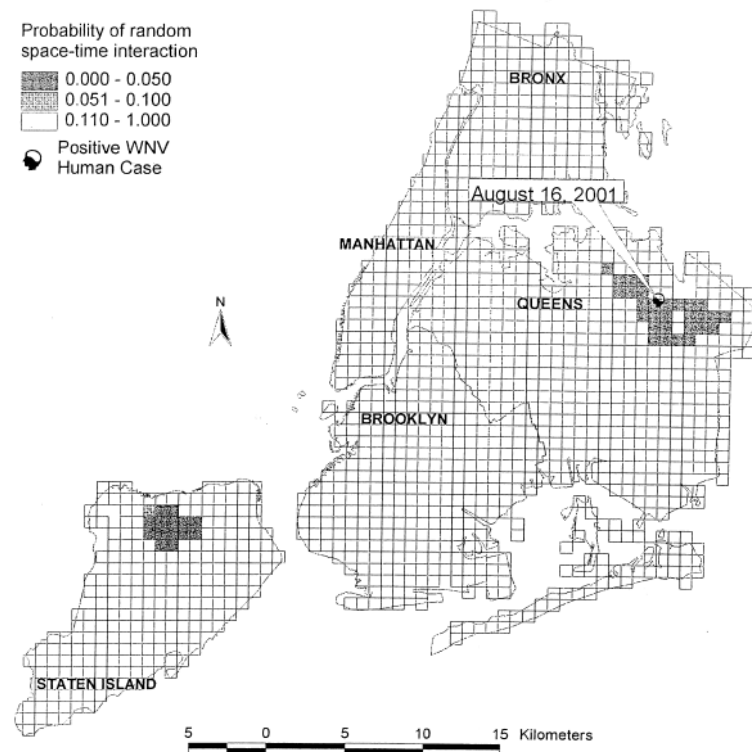 Probability of random
space-time interaction
0.000 - 0.050
0.051 - 0.100
0.110 - 1.000
Positive WNV
Human Case
BRONX
August 16, 2001
MANHATTAN
N
QUEENS
BROOKLYN
STATEN ISLAND
5 0 5 10 15 Kilometers